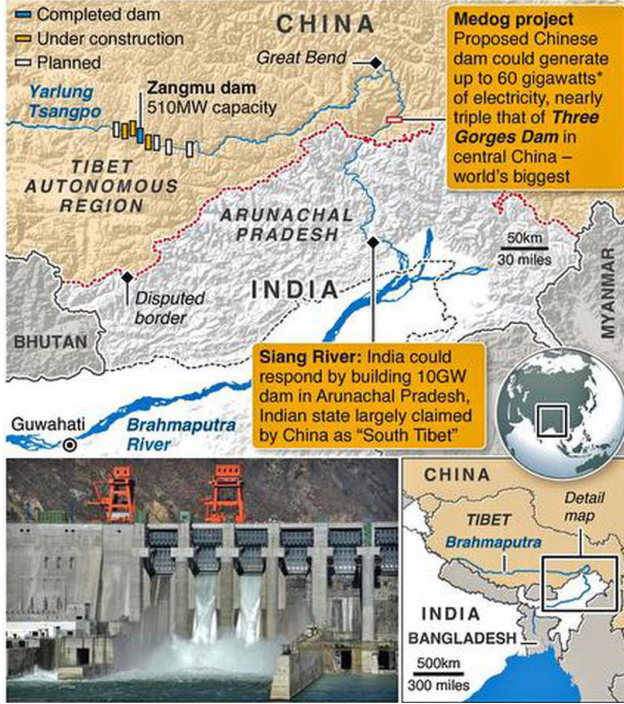 Completed dam
Under construction
Planned
CHINA
Great Bend
Medog project
Proposed Chinese
dam could generate
up to 60 gigawatts*
of electricity, nearly
triple that of Three
Gorges Dam in
central China –
world's biggest
Yarlung
Tsangpo
Zangmu dam
510MW capacity
TIBET
AUTONOMOUS
REGION
ARUNACHAL
PRADESH
50km
30 miles
INDIA
Disputed
border
BHUTAN
MYANMAR
Siang River: India could
respond by building 10GW
dam in Arunachal Pradesh,
Indian state largely claimed
by China as "South Tibet"
Guwahati
Brahmaputra
River
CHINA
TIBET
Detail
map
Brahmaputra
INDIA
BANGLADESH
500km
300 miles